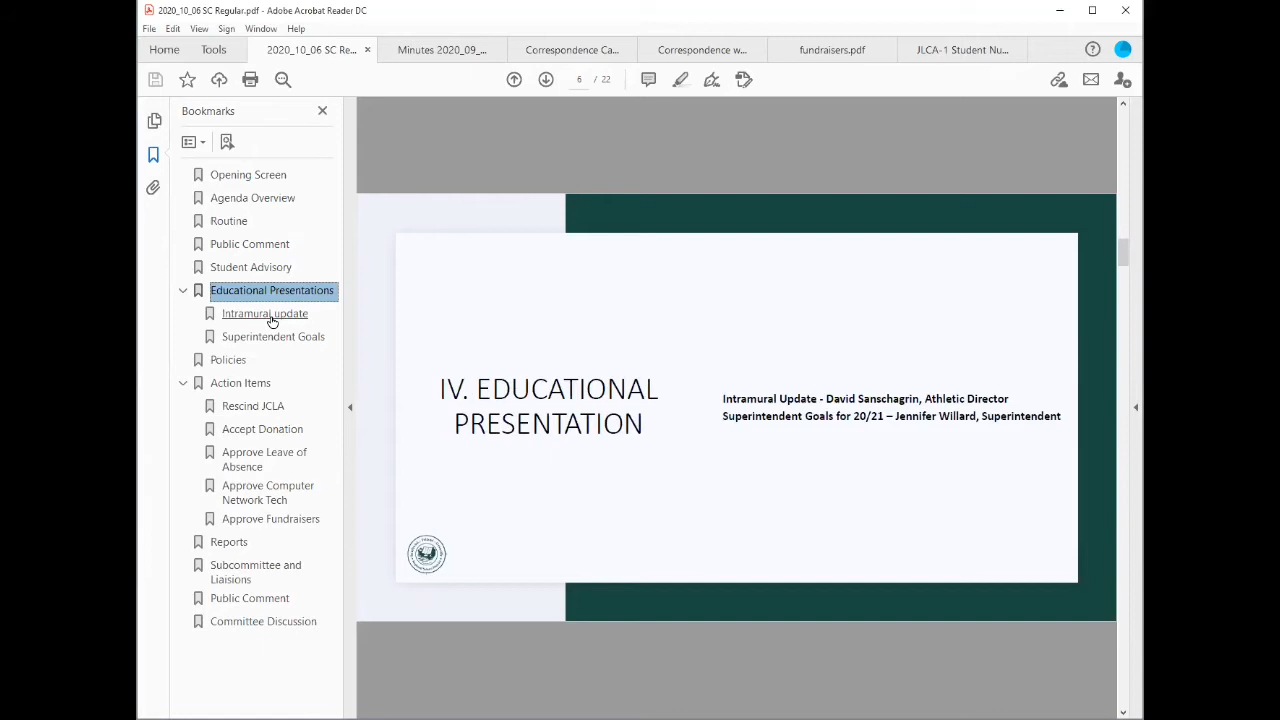 2020_10_06 SC Regular.pdf - Adobe Acrobat Reader DC
File Edit View Sign Window Help
Home Tools 2020_10_06 SC Re... Minutes 2020_09_... Correspondence Ca... Correspondence w... fundraisers.pdf JLCA-1 Student Nu...
6 / 22
Bookmarks
Opening Screen
Agenda Overview
Routine
Public Comment
Student Advisory
Educational Presentations
Intramural update
Superintendent Goals
Policies
Action Items
Rescind JCLA
Accept Donation
Approve Leave of
Absence
Approve Computer
Network Tech
Approve Fundraisers
Reports
Subcommittee and
Liaisions
Public Comment
Committee Discussion
IV. EDUCATIONAL
PRESENTATION
Intramural Update - David Sanschagrin, Athletic Director
Superintendent Goals for 20/21 – Jennifer Willard, Superintendent